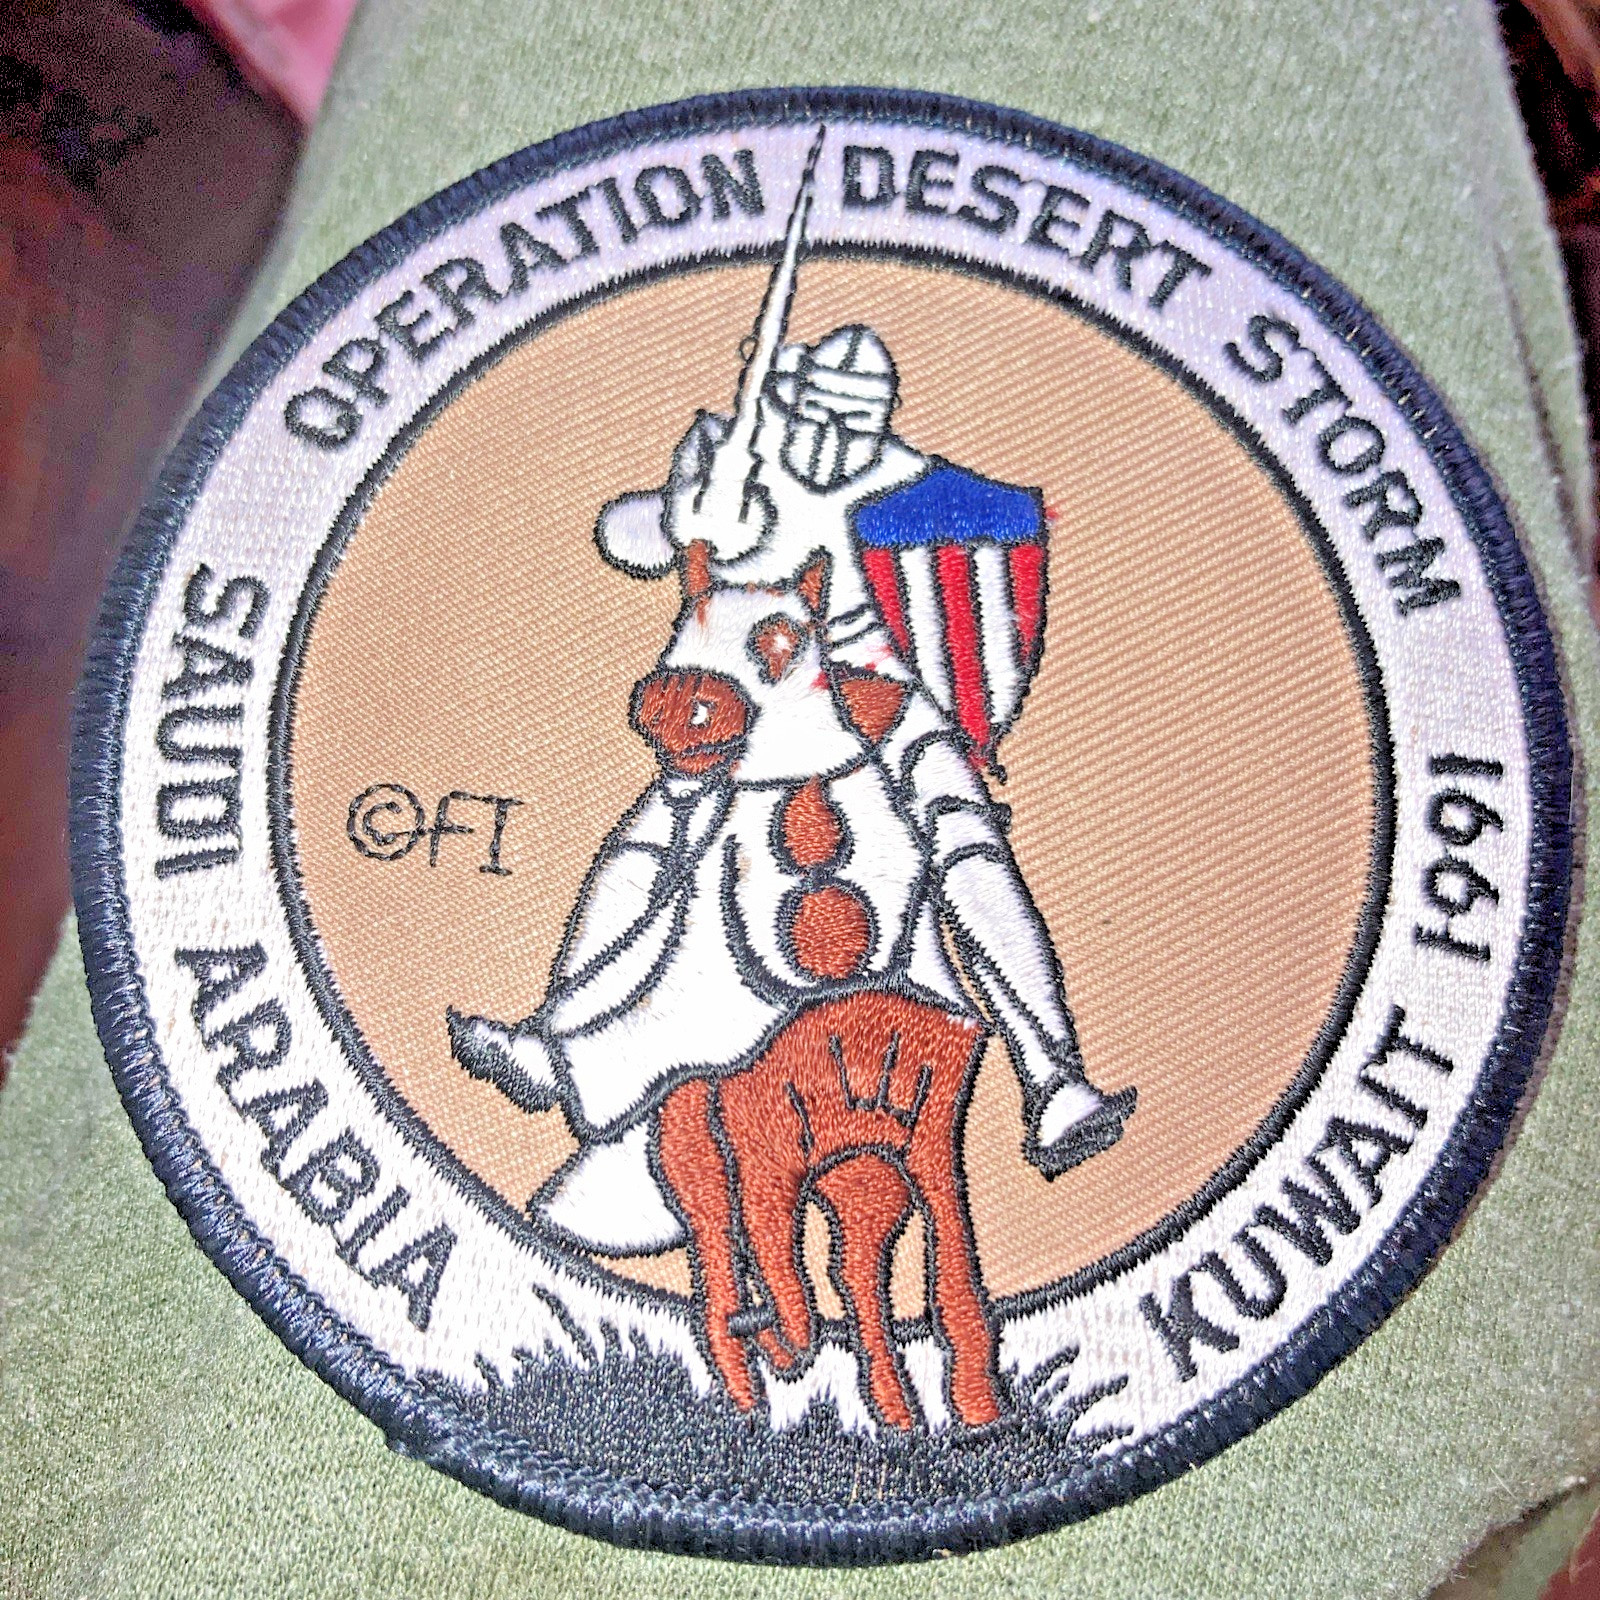 OPERATION DESERT STORM
SAUDI ARABIA
KUWAIT 1991
©FI